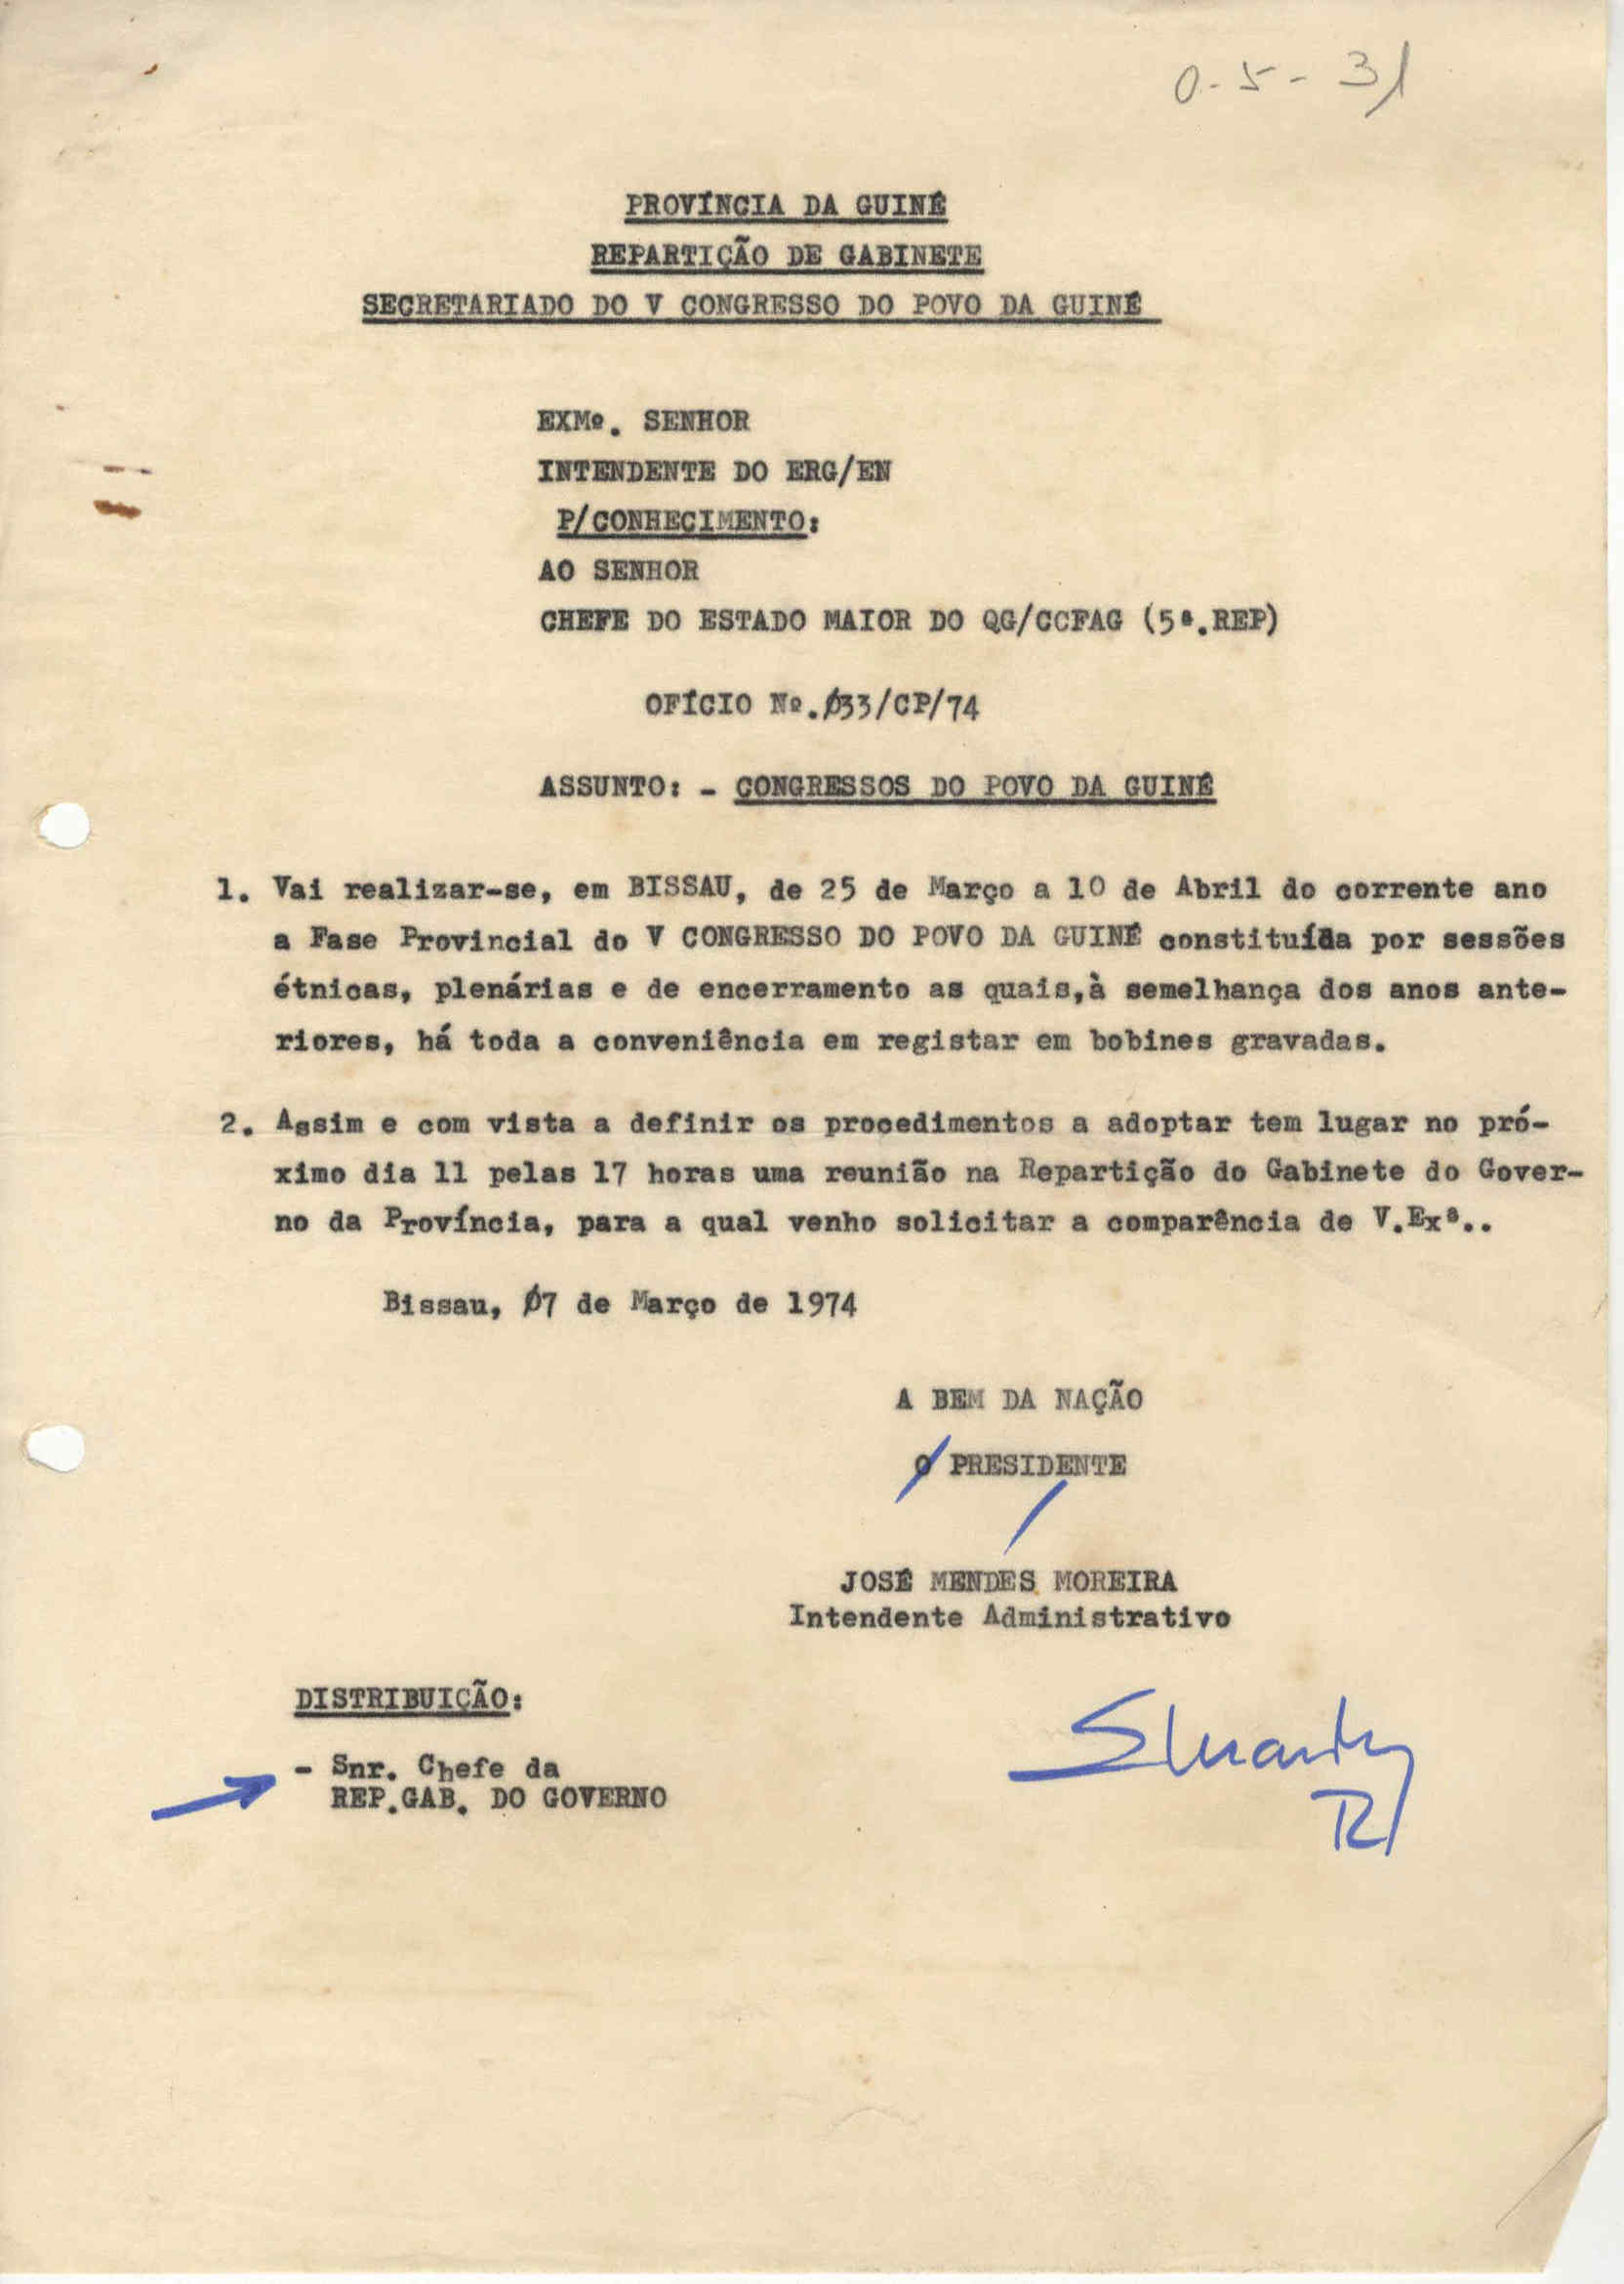 0-5-31
PROVÍNCIA DA GUINÉ
REPARTIÇÃO DE GABINETE
SECRETARIADO DO V CONGRESSO DO POVO DA GUINÉ
EXMº. SENHOR
INTENDENTE DO ERG/EN
P/CONHECIMENTO:
AO SENHOR
CHEFE DO ESTADO MAIOR DO QG/CCFAG (5ª.REP)
OFÍCIO Nº.Ø33/CP/74
ASSUNTO: - CONGRESSOS DO POVO DA GUINÉ
1. Vai realizar-se, em BISSAU, de 25 de Março a 10 de Abril do corrente ano
a Fase Provincial do V CONGRESSO DO POVO DA GUINÉ constituída por sessões
étnicas, plenárias e de encerramento as quais,à semelhança dos anos ante-
riores, há toda a conveniência em registar em bobines gravadas.
2. Assim e com vista a definir os procedimentos a adoptar tem lugar no pró-
ximo dia 11 pelas 17 horas uma reunião na Repartição do Gabinete do Gover-
no da Província, para a qual venho solicitar a comparência de V.Exª..
Bissau, Ø7 de Março de 1974
A BEM DA NAÇÃO
O PRESIDENTE
JOSÉ MENDES MOREIRA
Intendente Administrativo
DISTRIBUIÇÃO:
- Snr. Chefe da
REP.GAB. DO GOVERNO